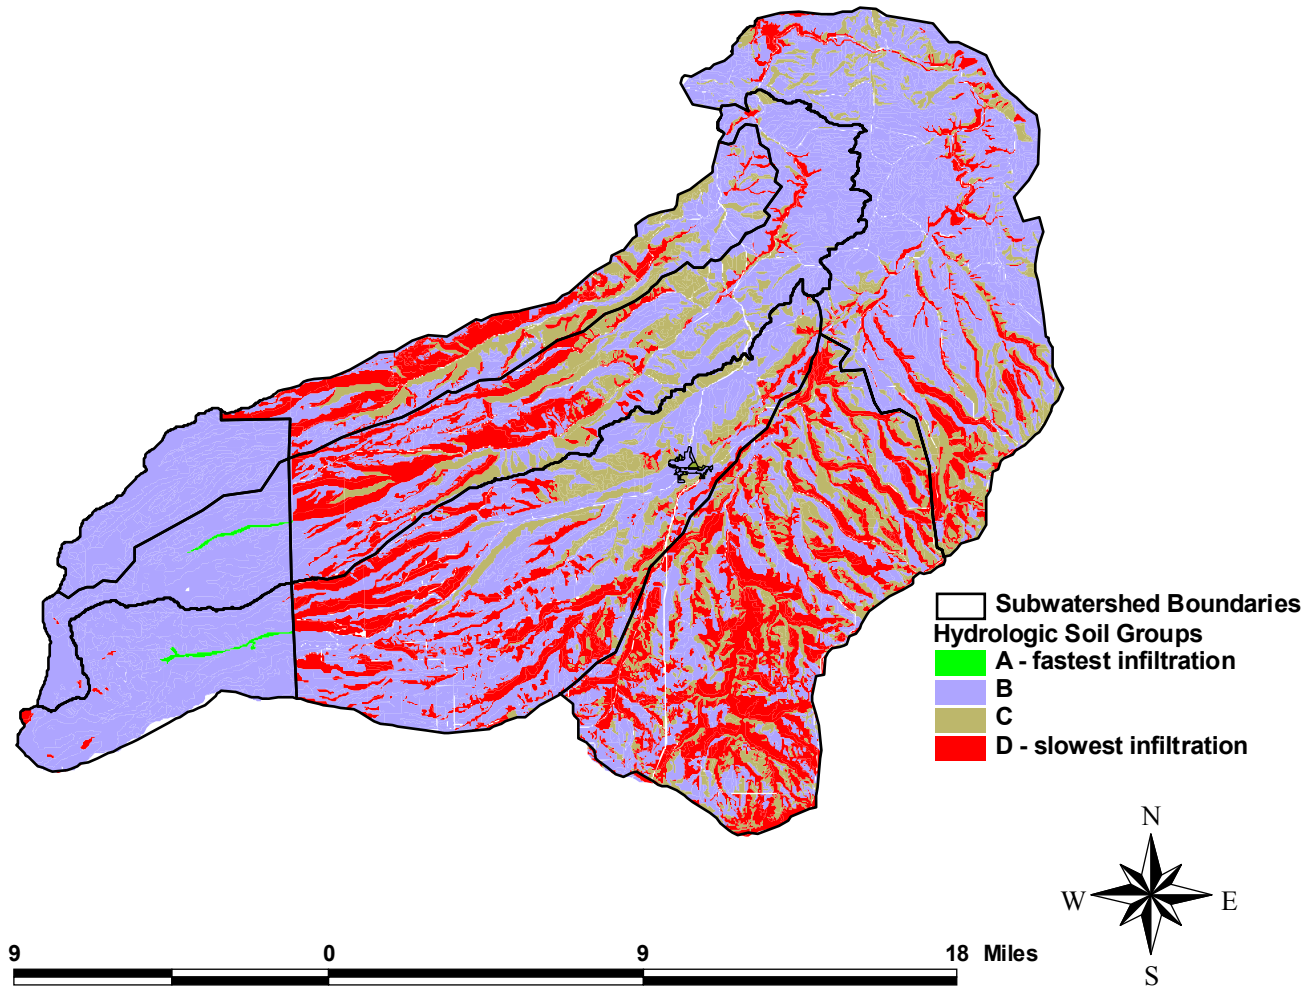 Subwatershed Boundaries
Hydrologic Soil Groups
A - fastest infiltration
B
C
D - slowest infiltration
N
W E
S
9 0 9 18 Miles